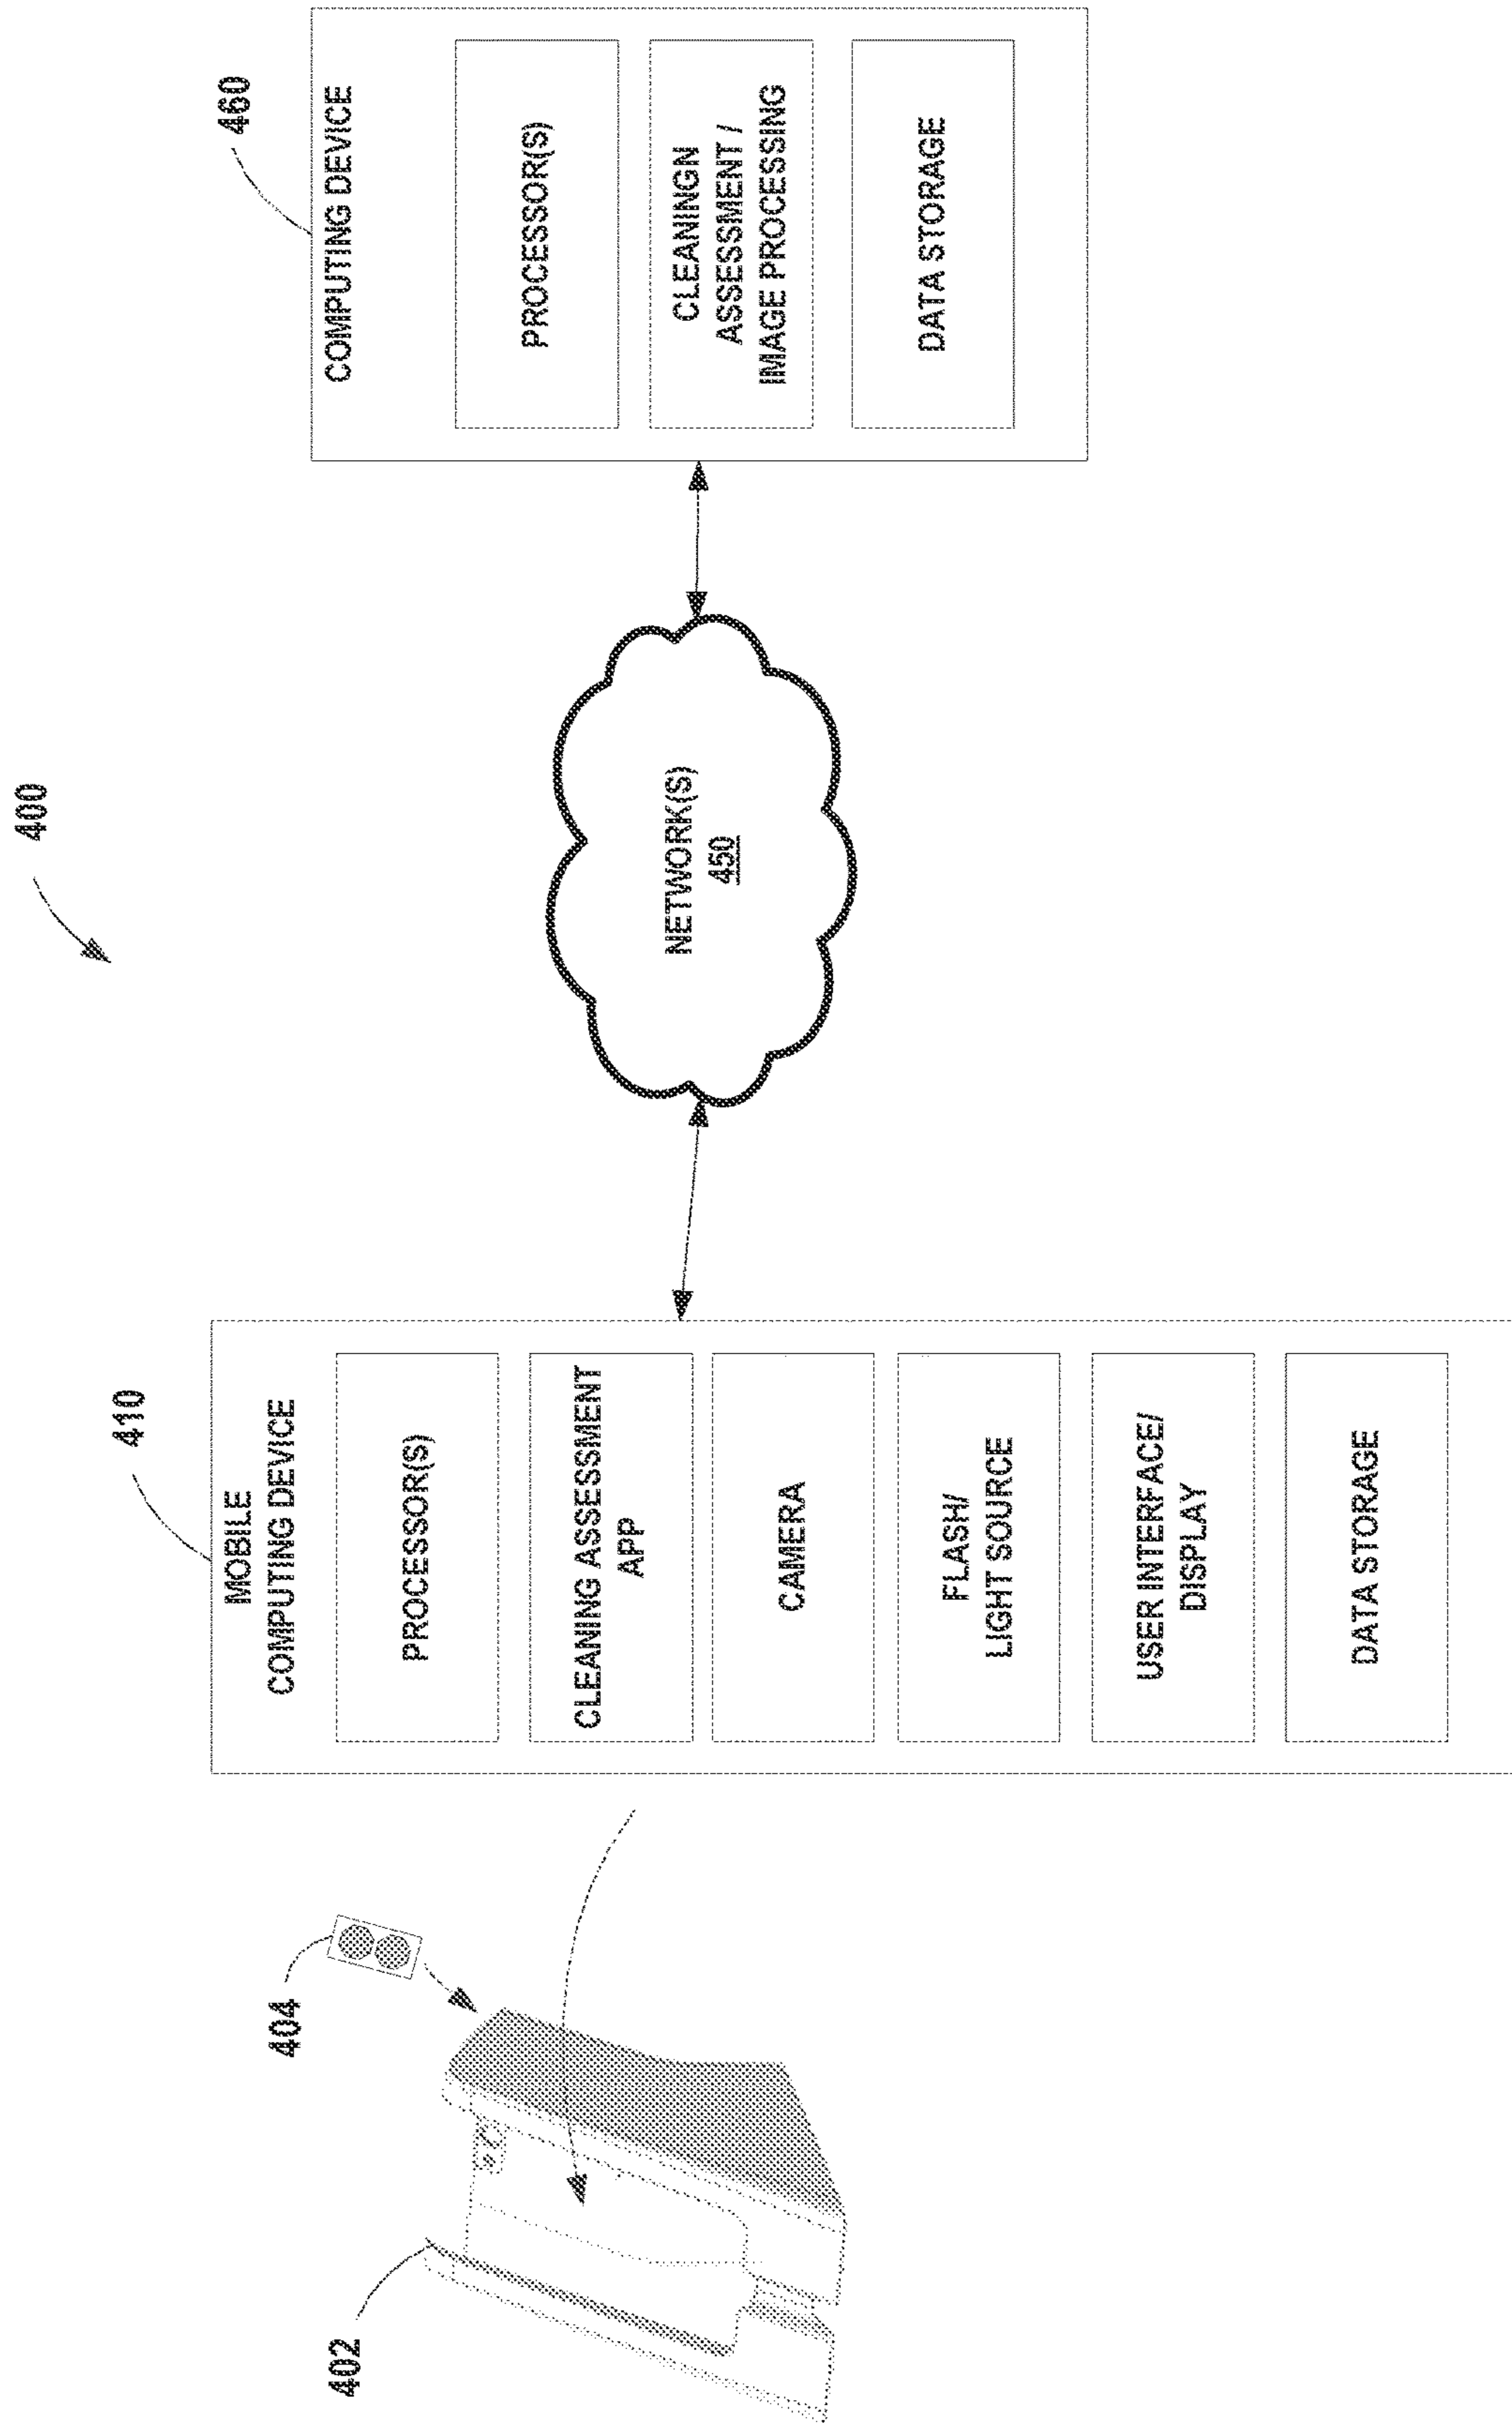 400
402
404
410
MOBILE
COMPUTING DEVICE
PROCESSOR(S)
CLEANING ASSESSMENT
APP
CAMERA
FLASH/
LIGHT SOURCE
USER INTERFACE/
DISPLAY
DATA STORAGE
NETWORK(S)
450
460
COMPUTING DEVICE
PROCESSOR(S)
CLEANIGN
ASSESSMENT /
IMAGE PROCESSING
DATA STORAGE